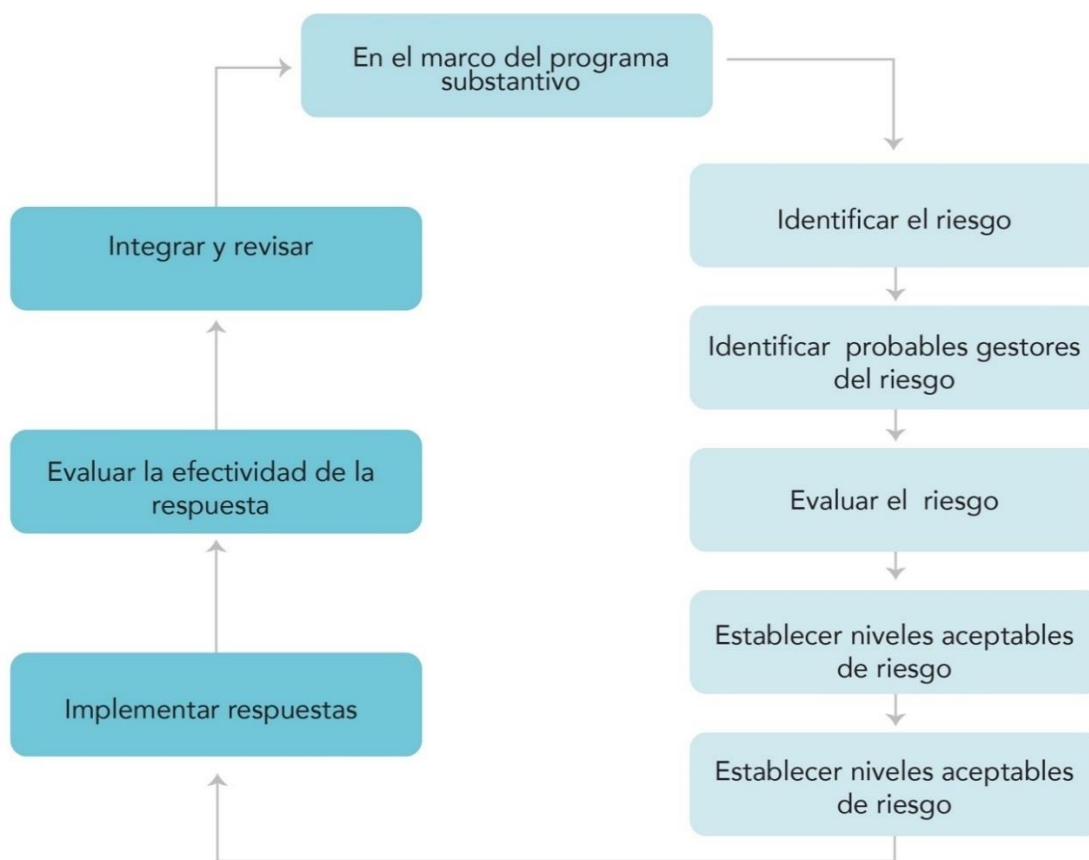 En el marco del programa
substantivo
Identificar el riesgo
Identificar probables gestores
del riesgo
Evaluar el riesgo
Establecer niveles aceptables
de riesgo
Establecer niveles aceptables
de riesgo
Implementar respuestas
Evaluar la efectividad de la
respuesta
Integrar y revisar